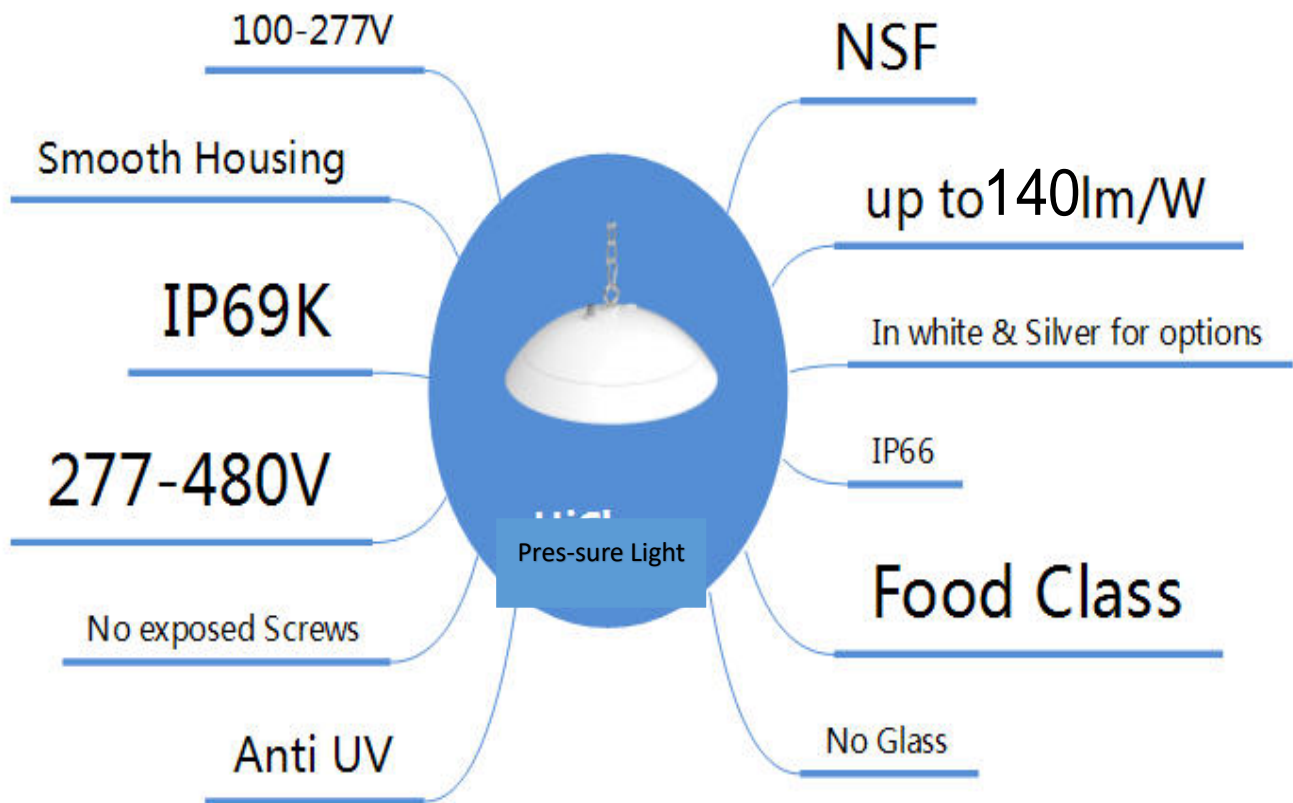 100-277V
NSF
Smooth Housing
up to140lm/W
IP69K
In white & Silver for options
277-480V
IP66
Pres-sure Light
Food Class
No exposed Screws
Anti UV
No Glass